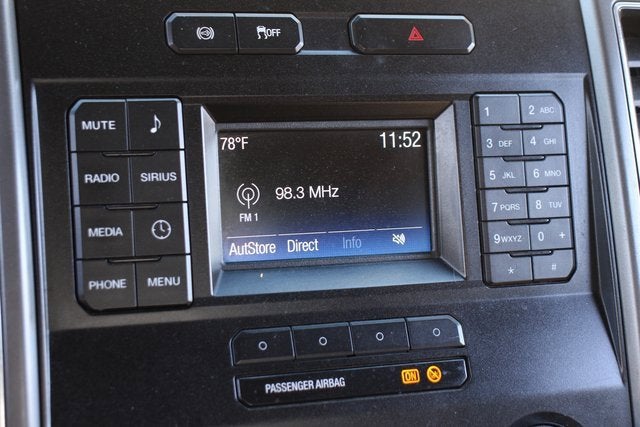 OFF
MUTE
RADIO SIRIUS
MEDIA
PHONE MENU
78°F 11:52
98.3 MHz
FM 1
AutStore Direct Info
1 2 ABC
3 DEF 4 GHI
5 JKL 6 MNO
7 PQRS 8 TUV
9 WXYZ 0 +
* #
PASSENGER AIRBAG ON